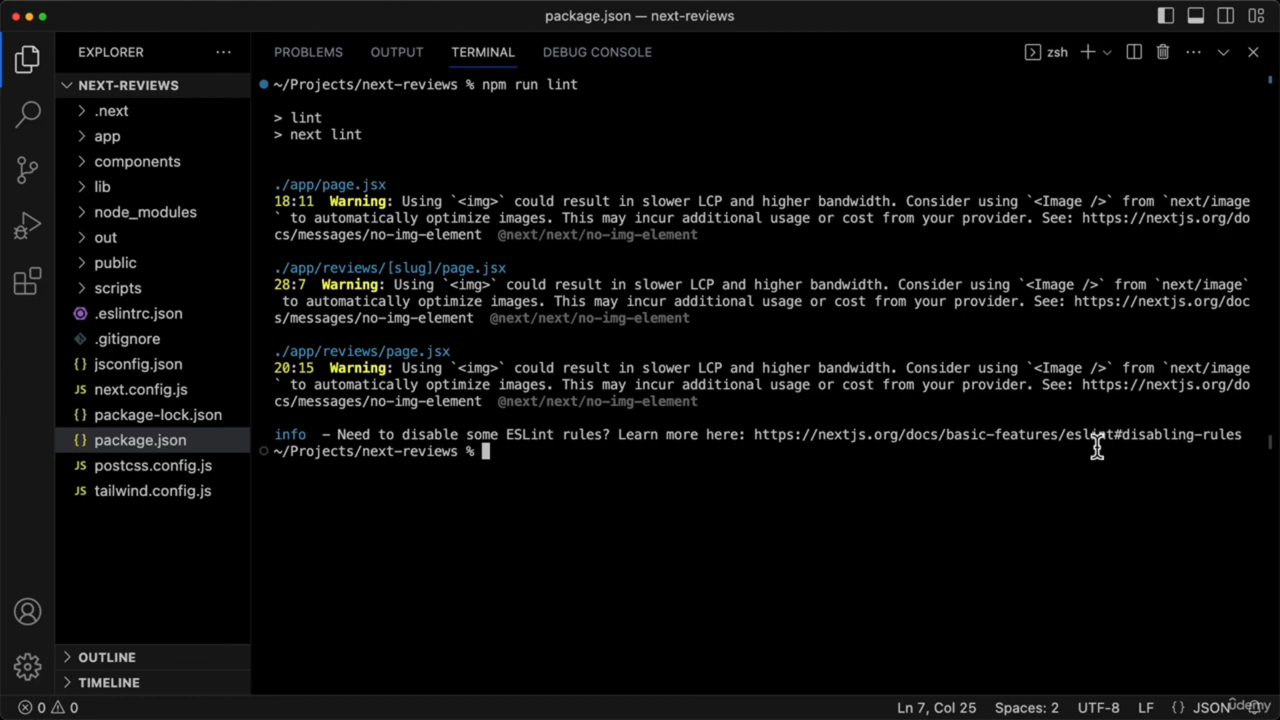 package.json — next-reviews
EXPLORER
NEXT-REVIEWS
.next
app
components
lib
node_modules
out
public
scripts
.eslintrc.json
.gitignore
{} jsconfig.json
JS next.config.js
{} package-lock.json
{} package.json
JS postcss.config.js
JS tailwind.config.js
OUTLINE
TIMELINE
PROBLEMS OUTPUT TERMINAL DEBUG CONSOLE
zsh
~/Projects/next-reviews % npm run lint
> lint
> next lint
./app/page.jsx
18:11 Warning: Using `<img>` could result in slower LCP and higher bandwidth. Consider using `<Image />` from `next/image
` to automatically optimize images. This may incur additional usage or cost from your provider. See: https://nextjs.org/do
cs/messages/no-img-element @next/next/no-img-element
./app/reviews/[slug]/page.jsx
28:7 Warning: Using `<img>` could result in slower LCP and higher bandwidth. Consider using `<Image />` from `next/image`
to automatically optimize images. This may incur additional usage or cost from your provider. See: https://nextjs.org/doc
s/messages/no-img-element @next/next/no-img-element
./app/reviews/page.jsx
20:15 Warning: Using `<img>` could result in slower LCP and higher bandwidth. Consider using `<Image />` from `next/image
` to automatically optimize images. This may incur additional usage or cost from your provider. See: https://nextjs.org/do
cs/messages/no-img-element @next/next/no-img-element
info - Need to disable some ESLint rules? Learn more here: https://nextjs.org/docs/basic-features/eslint#disabling-rules
~/Projects/next-reviews %
0 0
Ln 7, Col 25 Spaces: 2 UTF-8 LF {} JSON
ûdemy